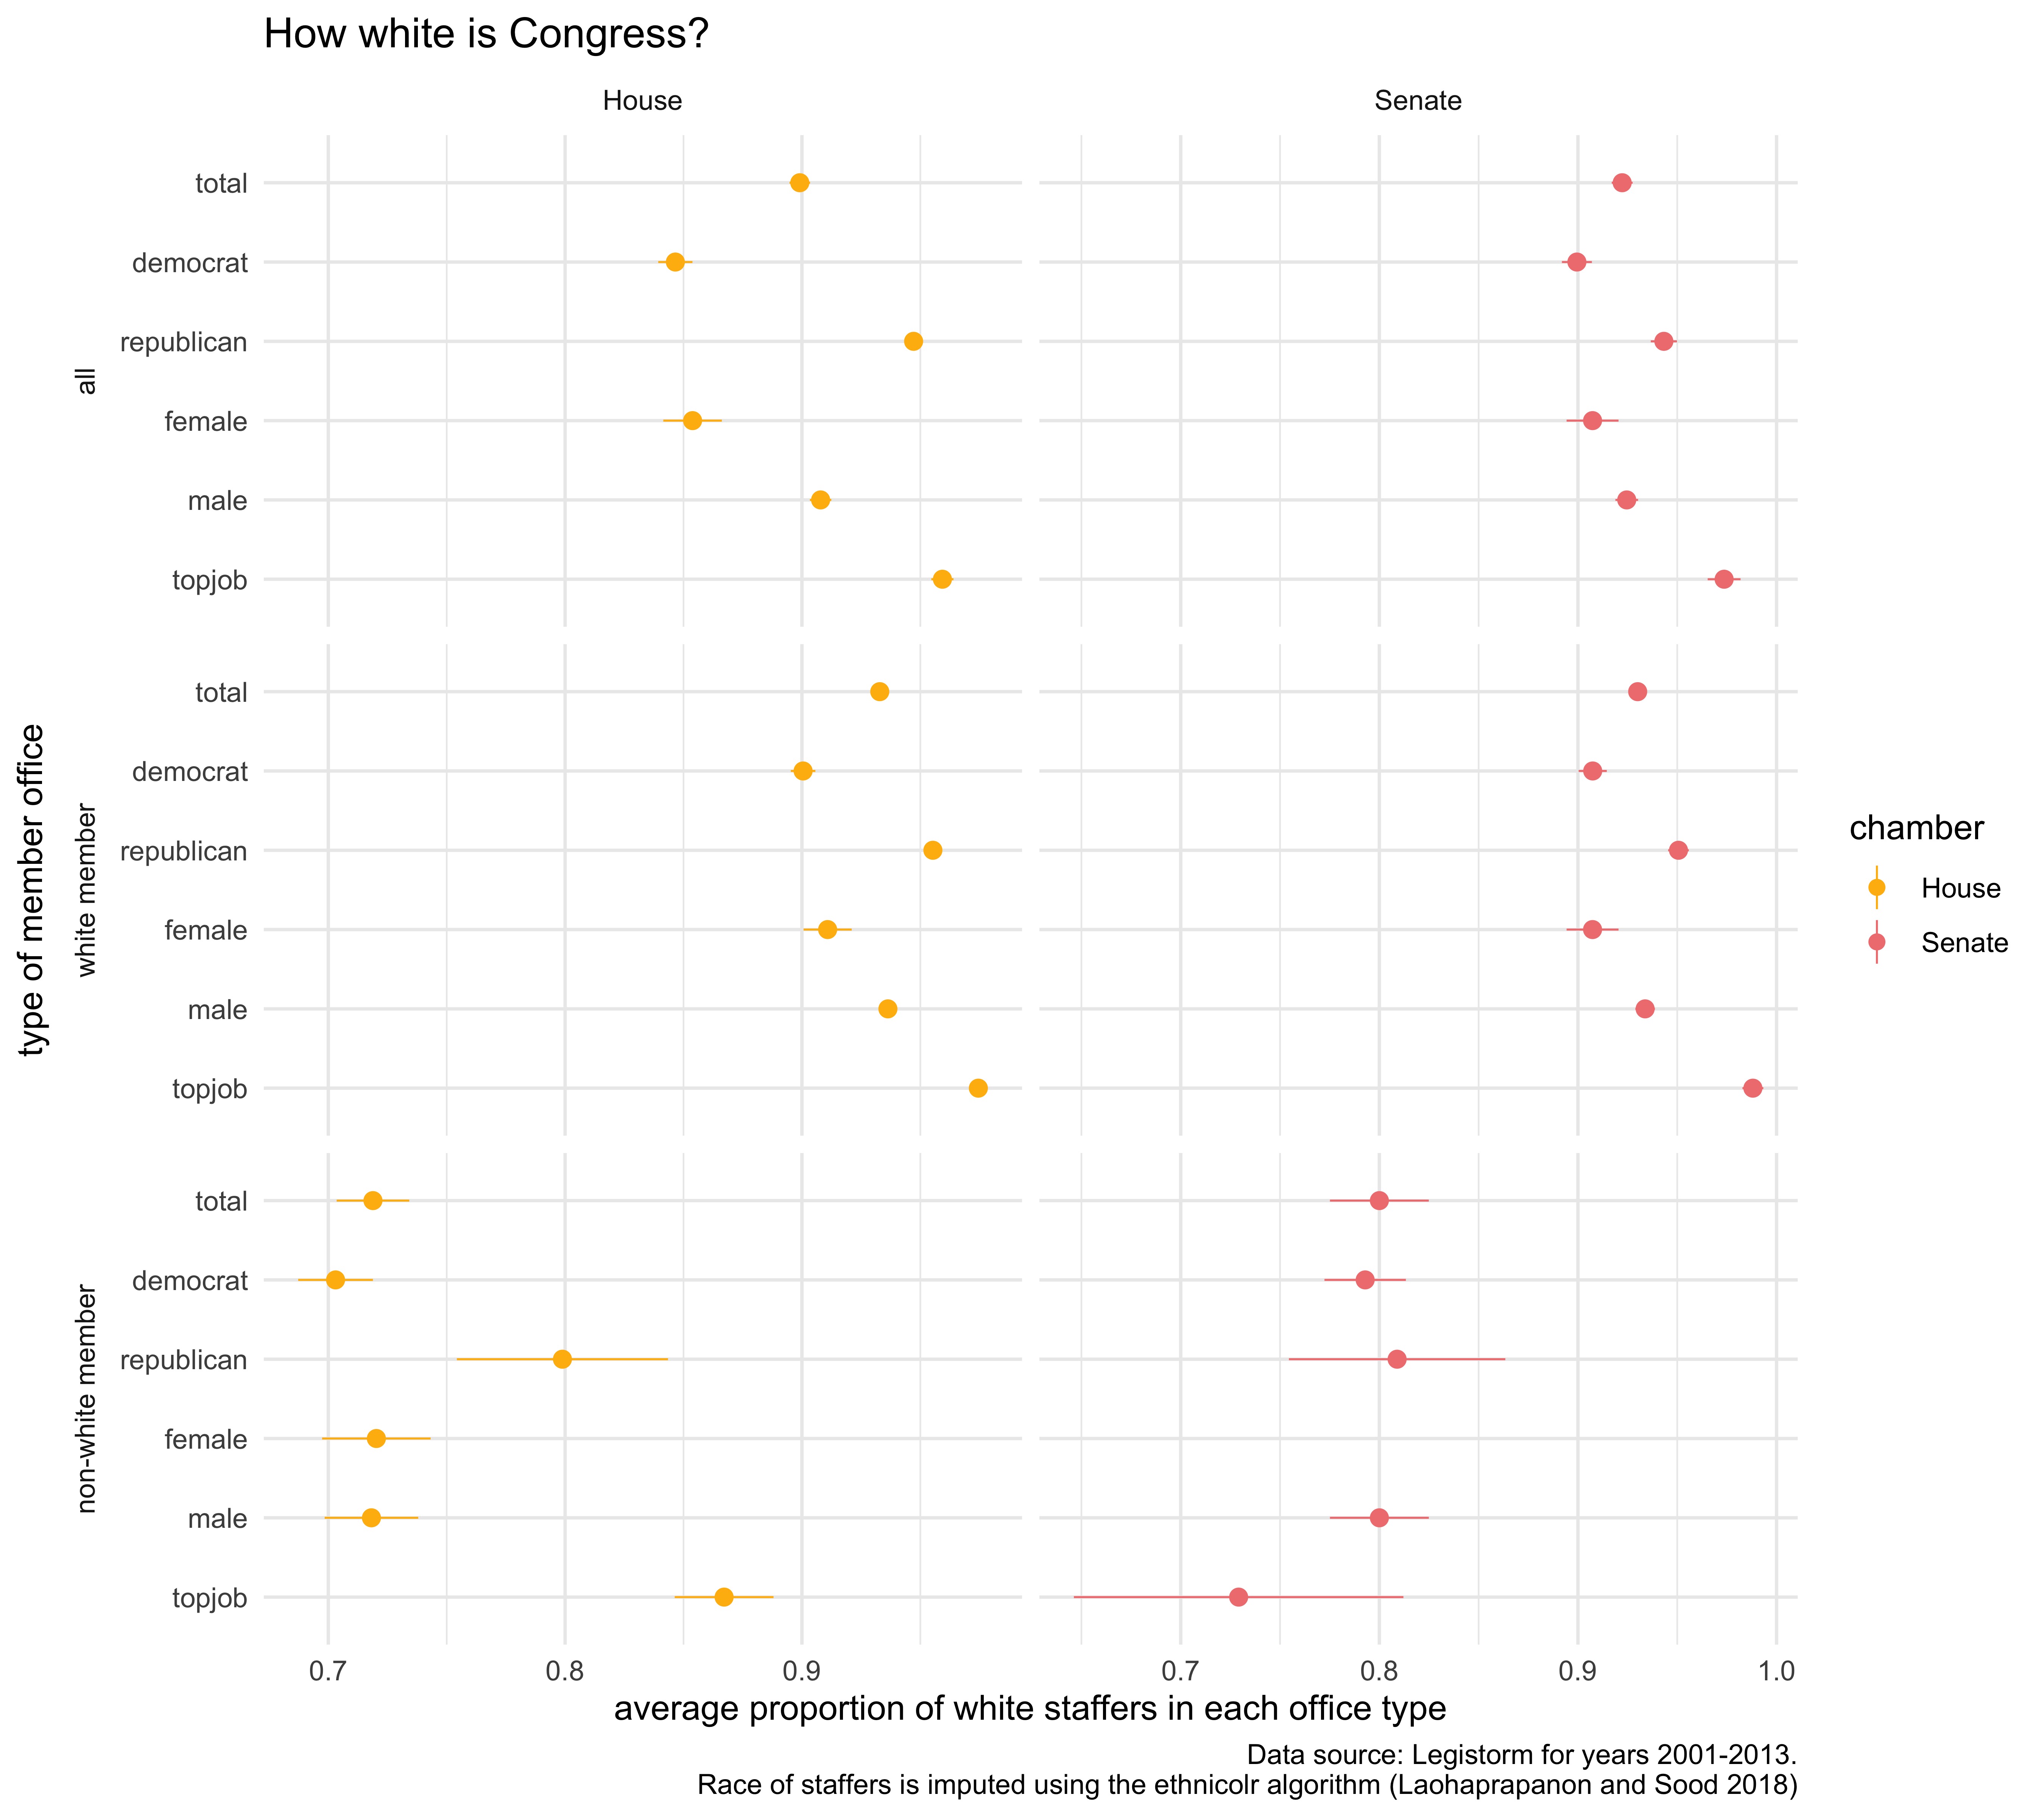 How white is Congress?
House
Senate
type of member office
all
total
democrat
republican
female
male
topjob
white member
total
democrat
republican
female
male
topjob
non-white member
total
democrat
republican
female
male
topjob
0.7 0.8 0.9
0.7 0.8 0.9 1.0
average proportion of white staffers in each office type
chamber
House
Senate
Data source: Legistorm for years 2001-2013.
Race of staffers is imputed using the ethnicolr algorithm (Laohaprapanon and Sood 2018)